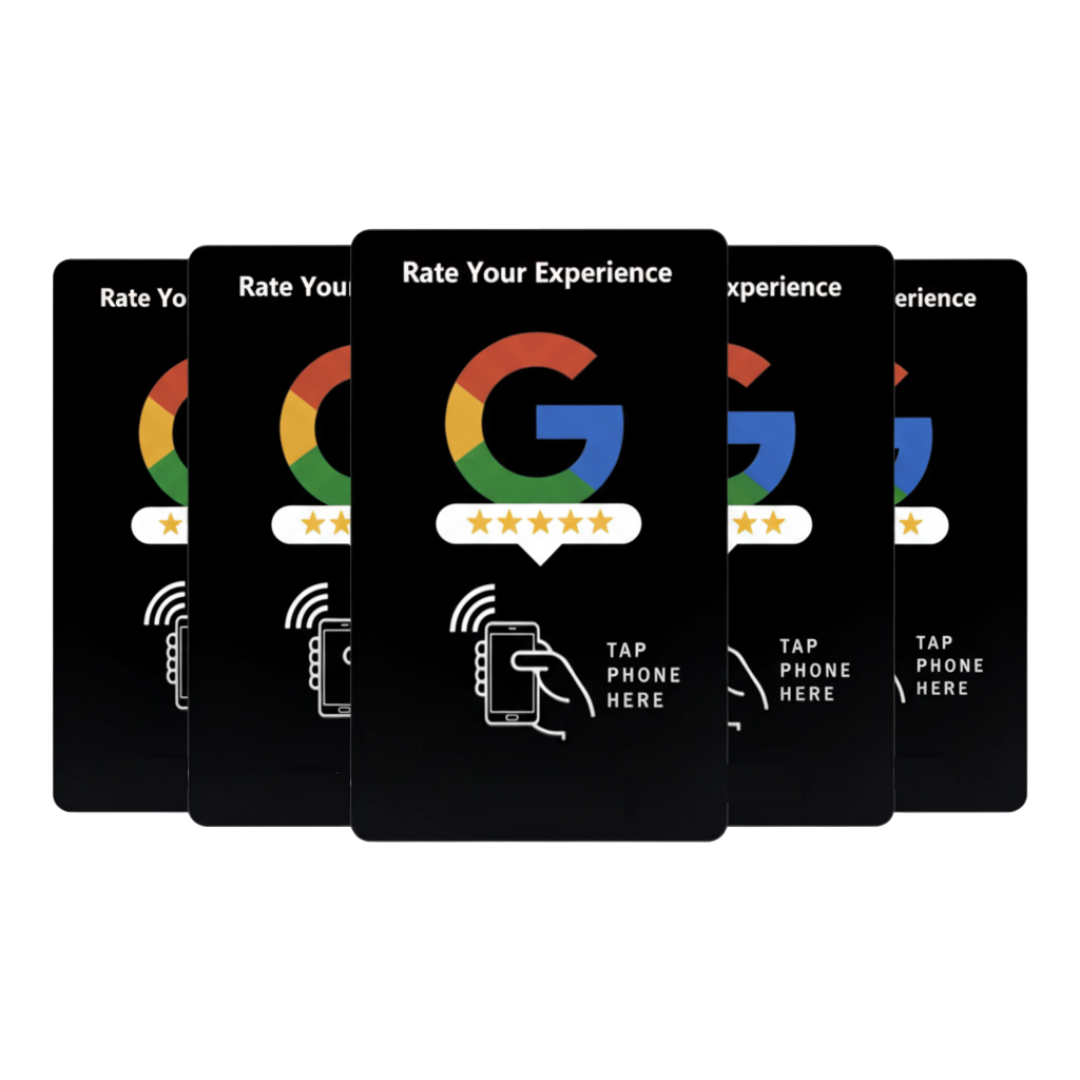 Rate Yo
Rate Your
Rate Your Experience
xperience
erience
TAP
PHONE
HERE
TAP
PHONE
HERE
TAP
PHONE
HERE